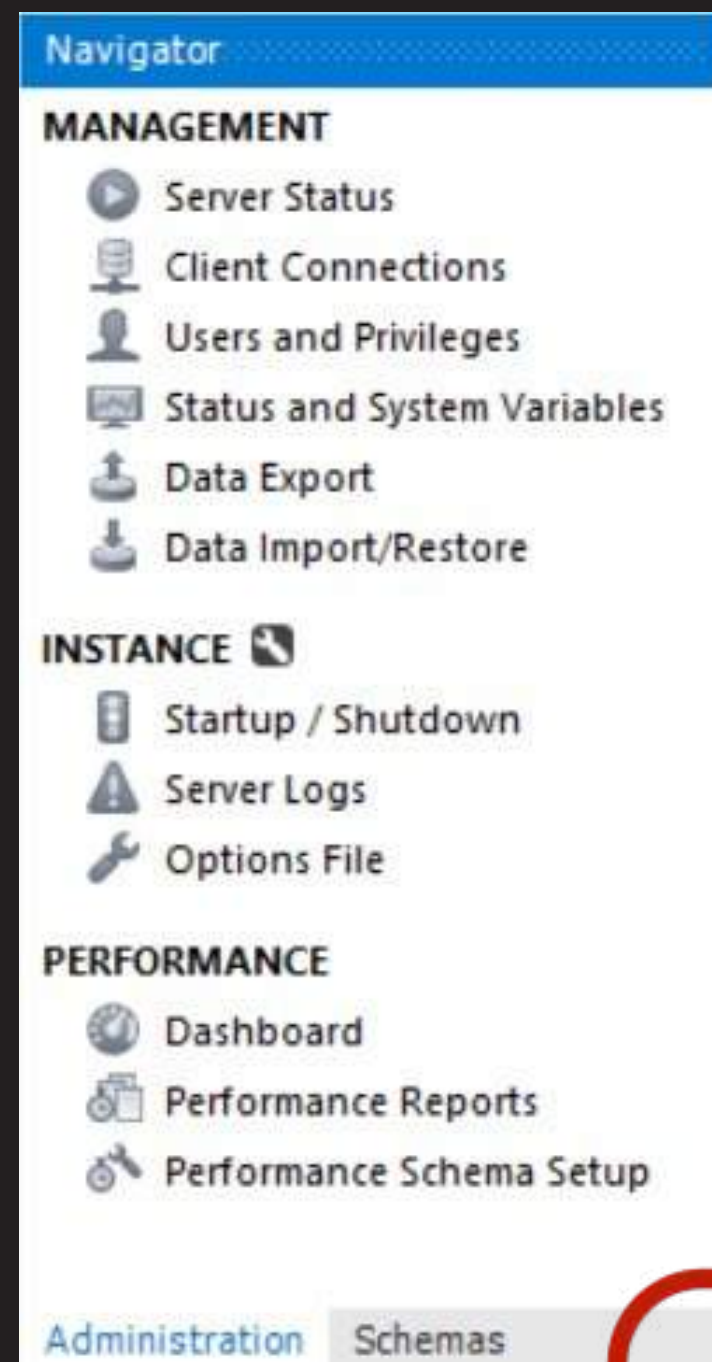 Navigator
MANAGEMENT
Server Status
Client Connections
Users and Privileges
Status and System Variables
Data Export
Data Import/Restore
INSTANCE
Startup / Shutdown
Server Logs
Options File
PERFORMANCE
Dashboard
Performance Reports
Performance Schema Setup
Administration Schemas